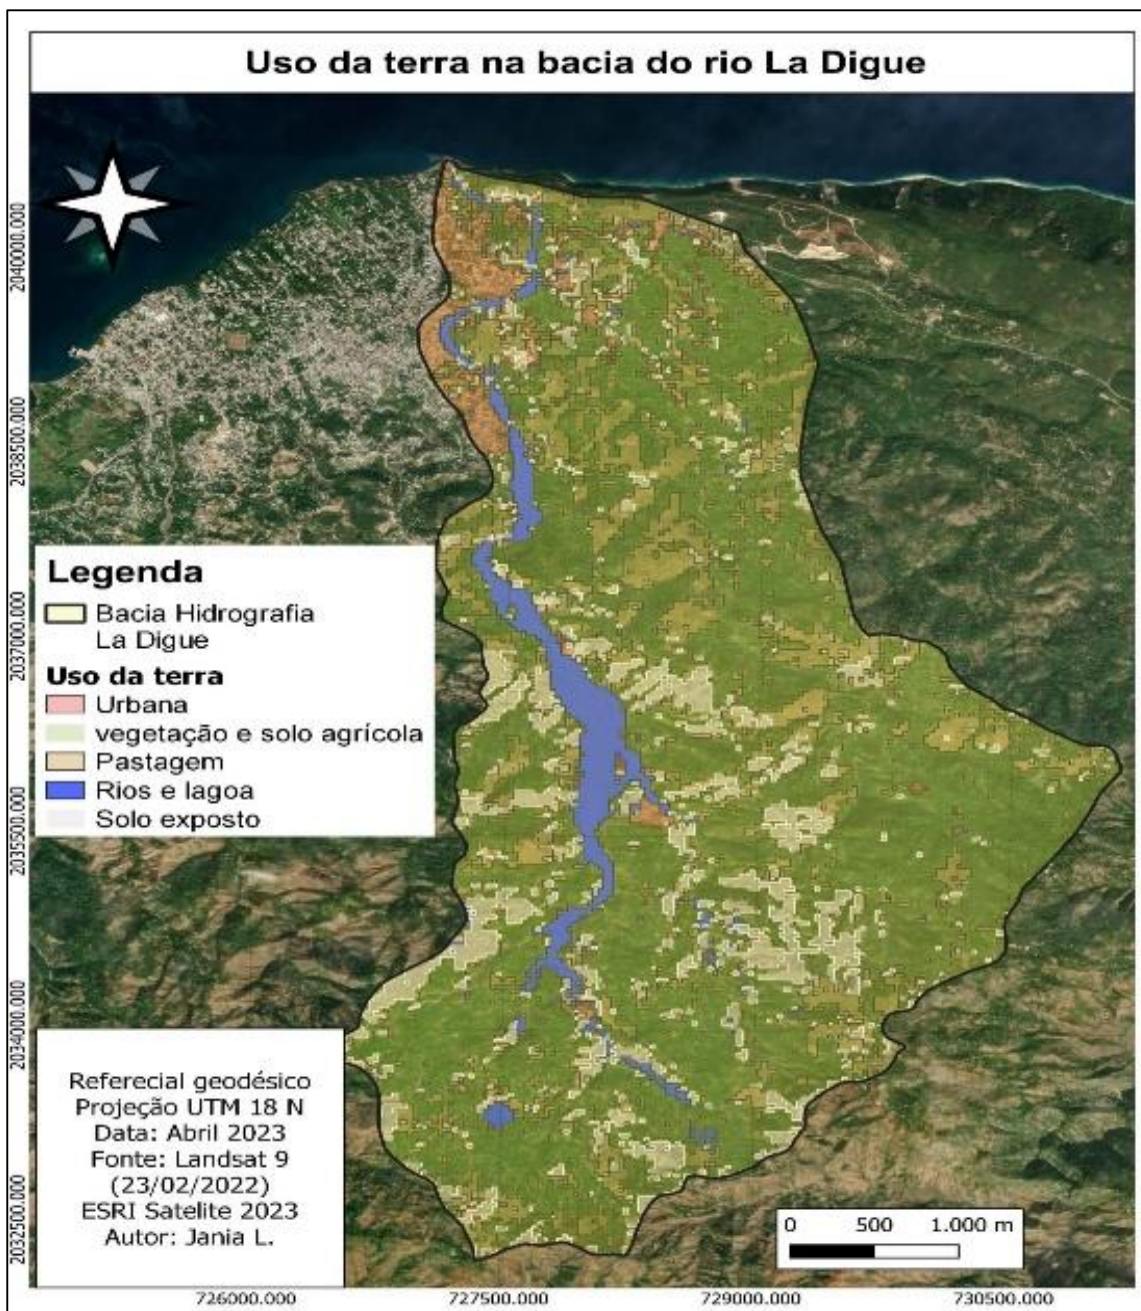 Uso da terra na bacia do rio La Digue
2040000.000
2038500.000
2037000.000
2035500.000
2034000.000
2032500.000
Legenda
Bacia Hidrografia
La Digue
Uso da terra
Urbana
vegetação e solo agrícola
Pastagem
Rios e lagoa
Solo exposto
Referecial geodésico
Projeção UTM 18 N
Data: Abril 2023
Fonte: Landsat 9
(23/02/2022)
ESRI Satelite 2023
Autor: Jania L.
0 500 1.000 m
726000.000 727500.000 729000.000 730500.000